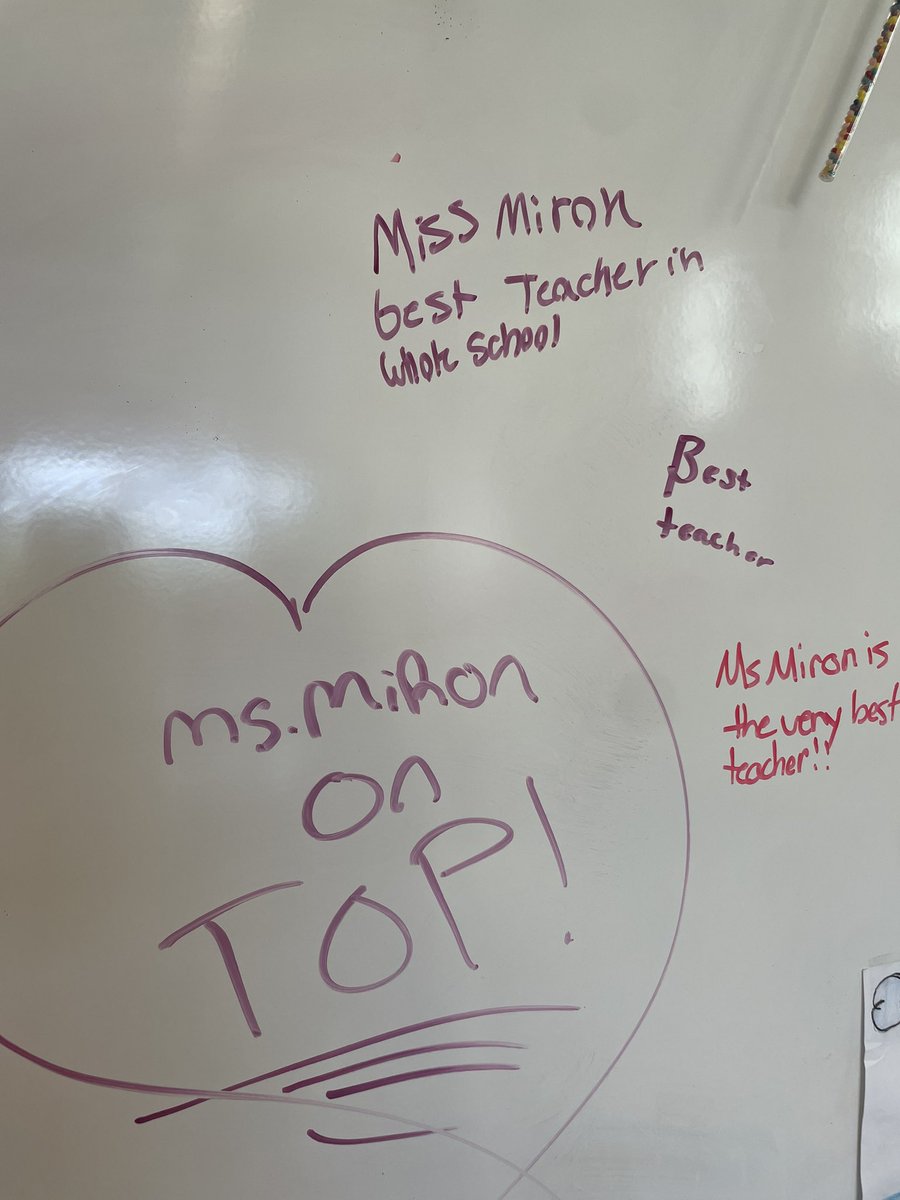 Miss Miron
best Teacher in
whole school
Best
teacher
Ms Miron is
the very best
teacher!!
ms. MiRon
on
TOP!